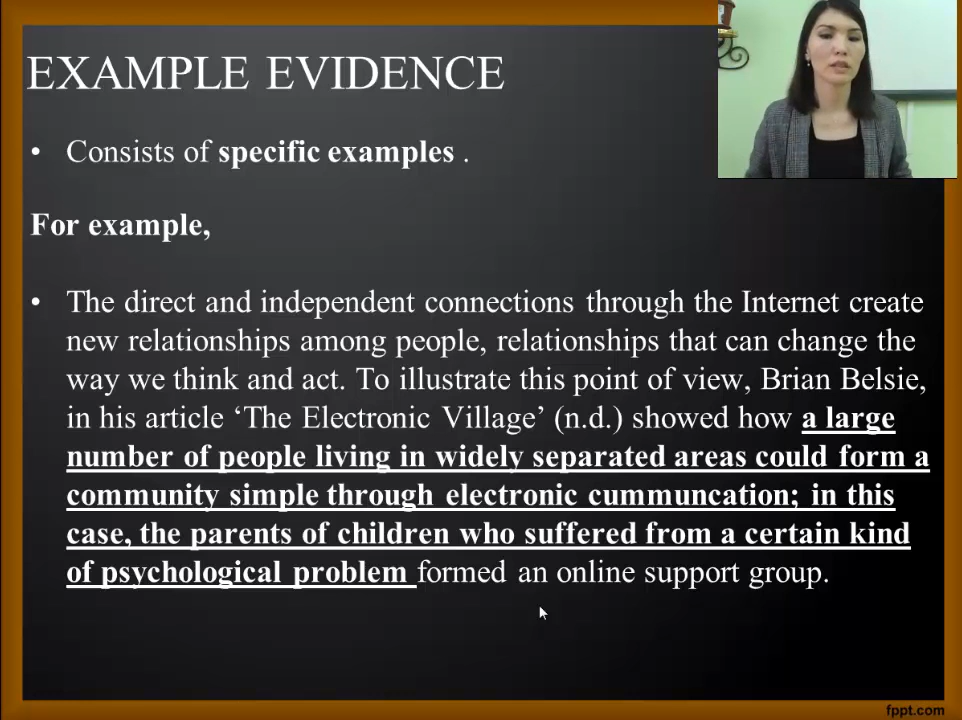 EXAMPLE EVIDENCE
• Consists of specific examples .
For example,
• The direct and independent connections through the Internet create
new relationships among people, relationships that can change the
way we think and act. To illustrate this point of view, Brian Belsie,
in his article ‘The Electronic Village’ (n.d.) showed how a large
number of people living in widely separated areas could form a
community simple through electronic cummuncation; in this
case, the parents of children who suffered from a certain kind
of psychological problem formed an online support group.
fppt.com